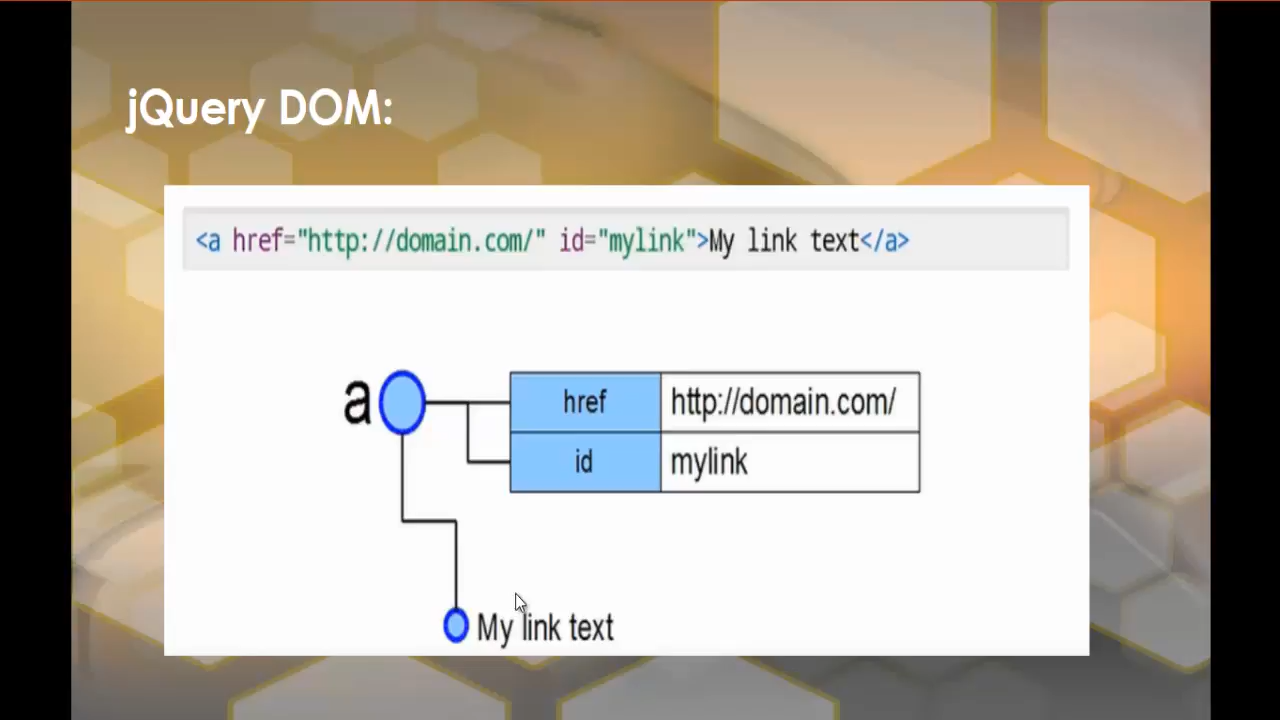 jQuery DOM:
<a href="http://domain.com/" id="mylink">My link text</a>
a
href http://domain.com/
id mylink
My link text